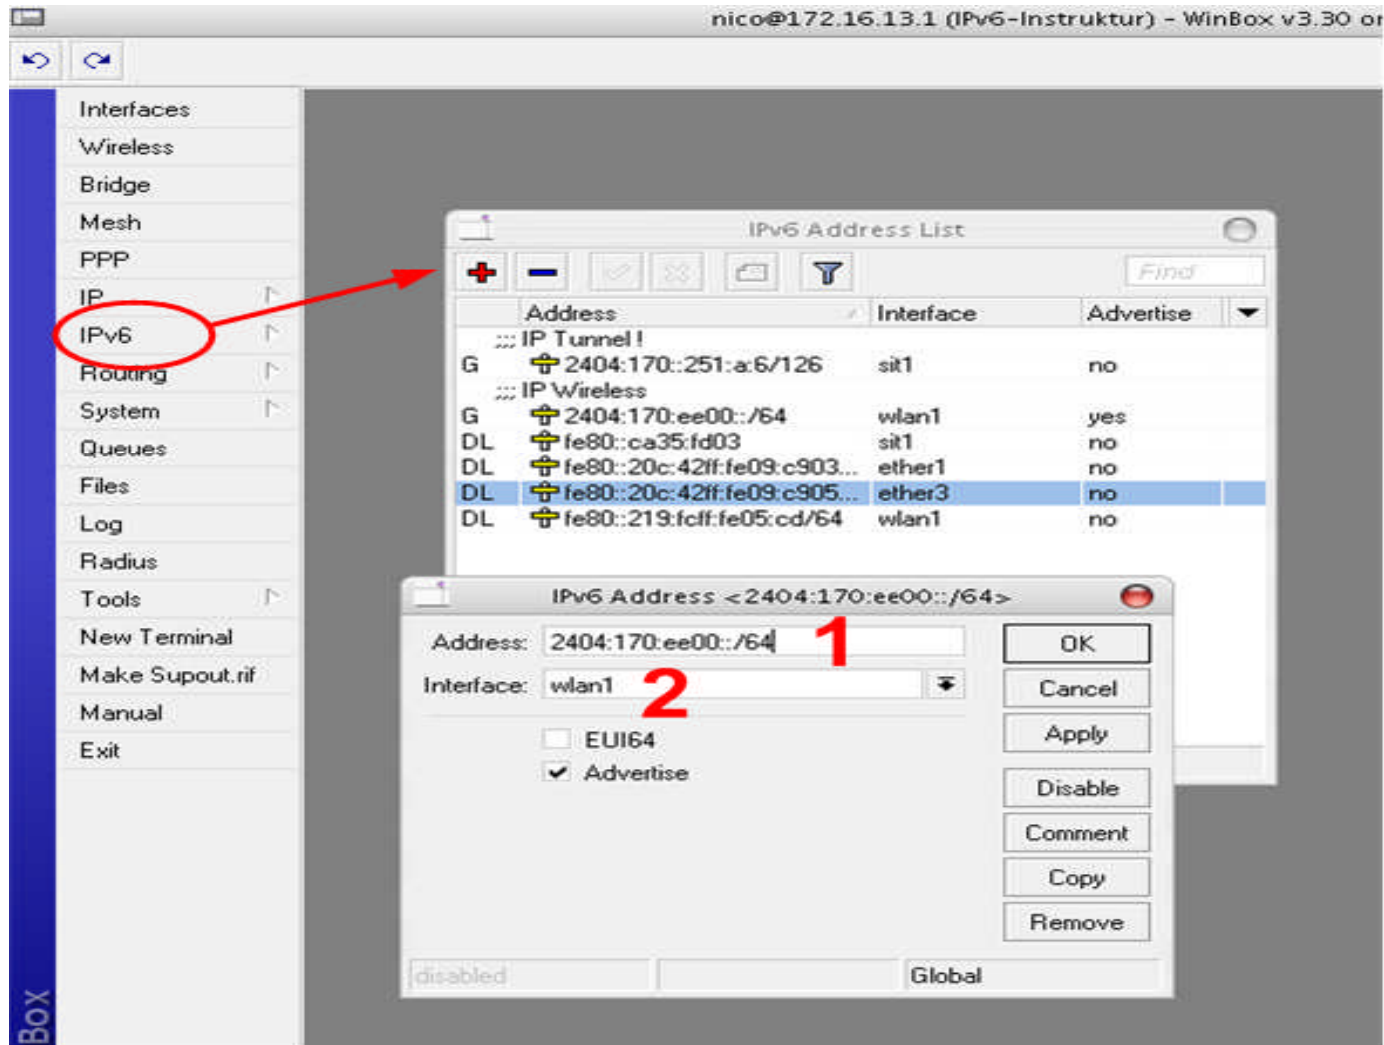 nico@172.16.13.1 (IPv6-Instruktur) - WinBox v3.30 or
Interfaces
Wireless
Bridge
Mesh
PPP
IP
IPv6
Routing
System
Queues
Files
Log
Radius
Tools
New Terminal
Make Supout.rif
Manual
Exit
Box
IPv6 Address List
Find
Address Interface Advertise
;;; IP Tunnel !
G 2404:170::251:a:6/126 sit1 no
;;; IP Wireless
G 2404:170:ee00::/64 wlan1 yes
DL fe80::ca35:fd03 sit1 no
DL fe80::20c:42ff:fe09:c903... ether1 no
DL fe80::20c:42ff:fe09:c905... ether3 no
DL fe80::219:fcff:fe05:cd/64 wlan1 no
IPv6 Address <2404:170:ee00::/64>
Address: 2404:170:ee00::/64 1
Interface: wlan1 2
EUI64
Advertise
OK
Cancel
Apply
Disable
Comment
Copy
Remove
disabled Global